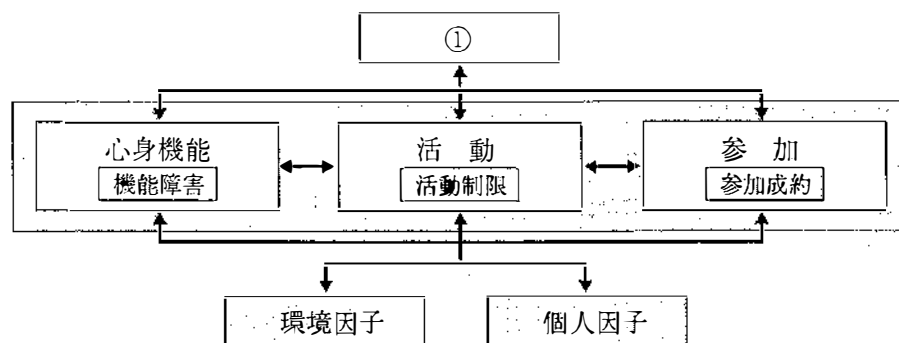 ①
心身機能 活 動 参 加
機能障害 活動制限 参加成約
環境因子 個人因子